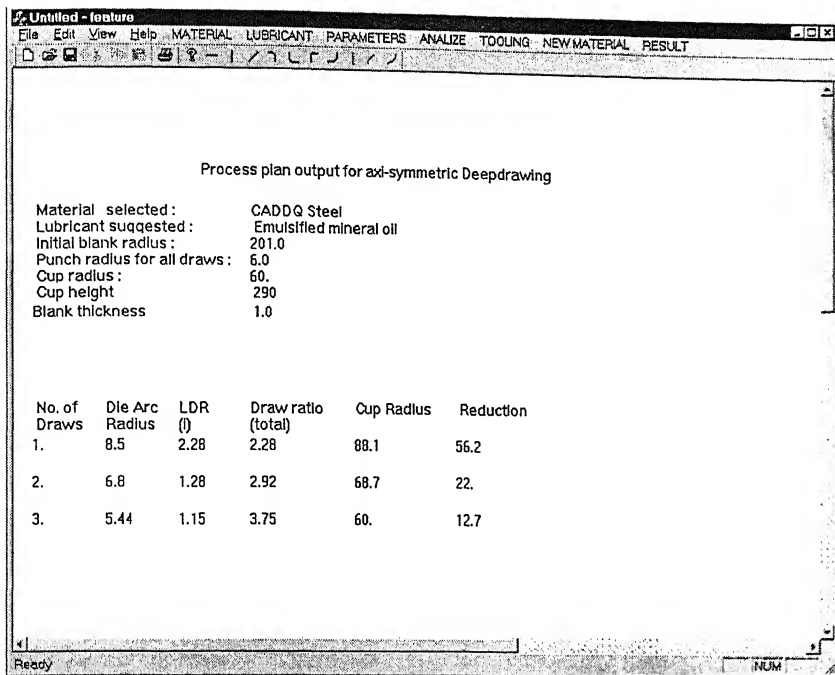 Untitled - feature
File Edit View Help MATERIAL LUBRICANT PARAMETERS ANALIZE TOOLING NEW MATERIAL RESULT
Process plan output for axi-symmetric Deepdrawing
Material selected : CADDQ Steel
Lubricant suggested : Emulsified mineral oil
Initial blank radius : 201.0
Punch radius for all draws : 6.0
Cup radius : 60.
Cup height 290
Blank thickness 1.0
No. of Die Arc LDR Draw ratio Cup Radius Reduction
Draws Radius (i) (total)
1. 8.5 2.28 2.28 88.1 56.2
2. 6.8 1.28 2.92 68.7 22.
3. 5.44 1.15 3.75 60. 12.7
Ready NUM